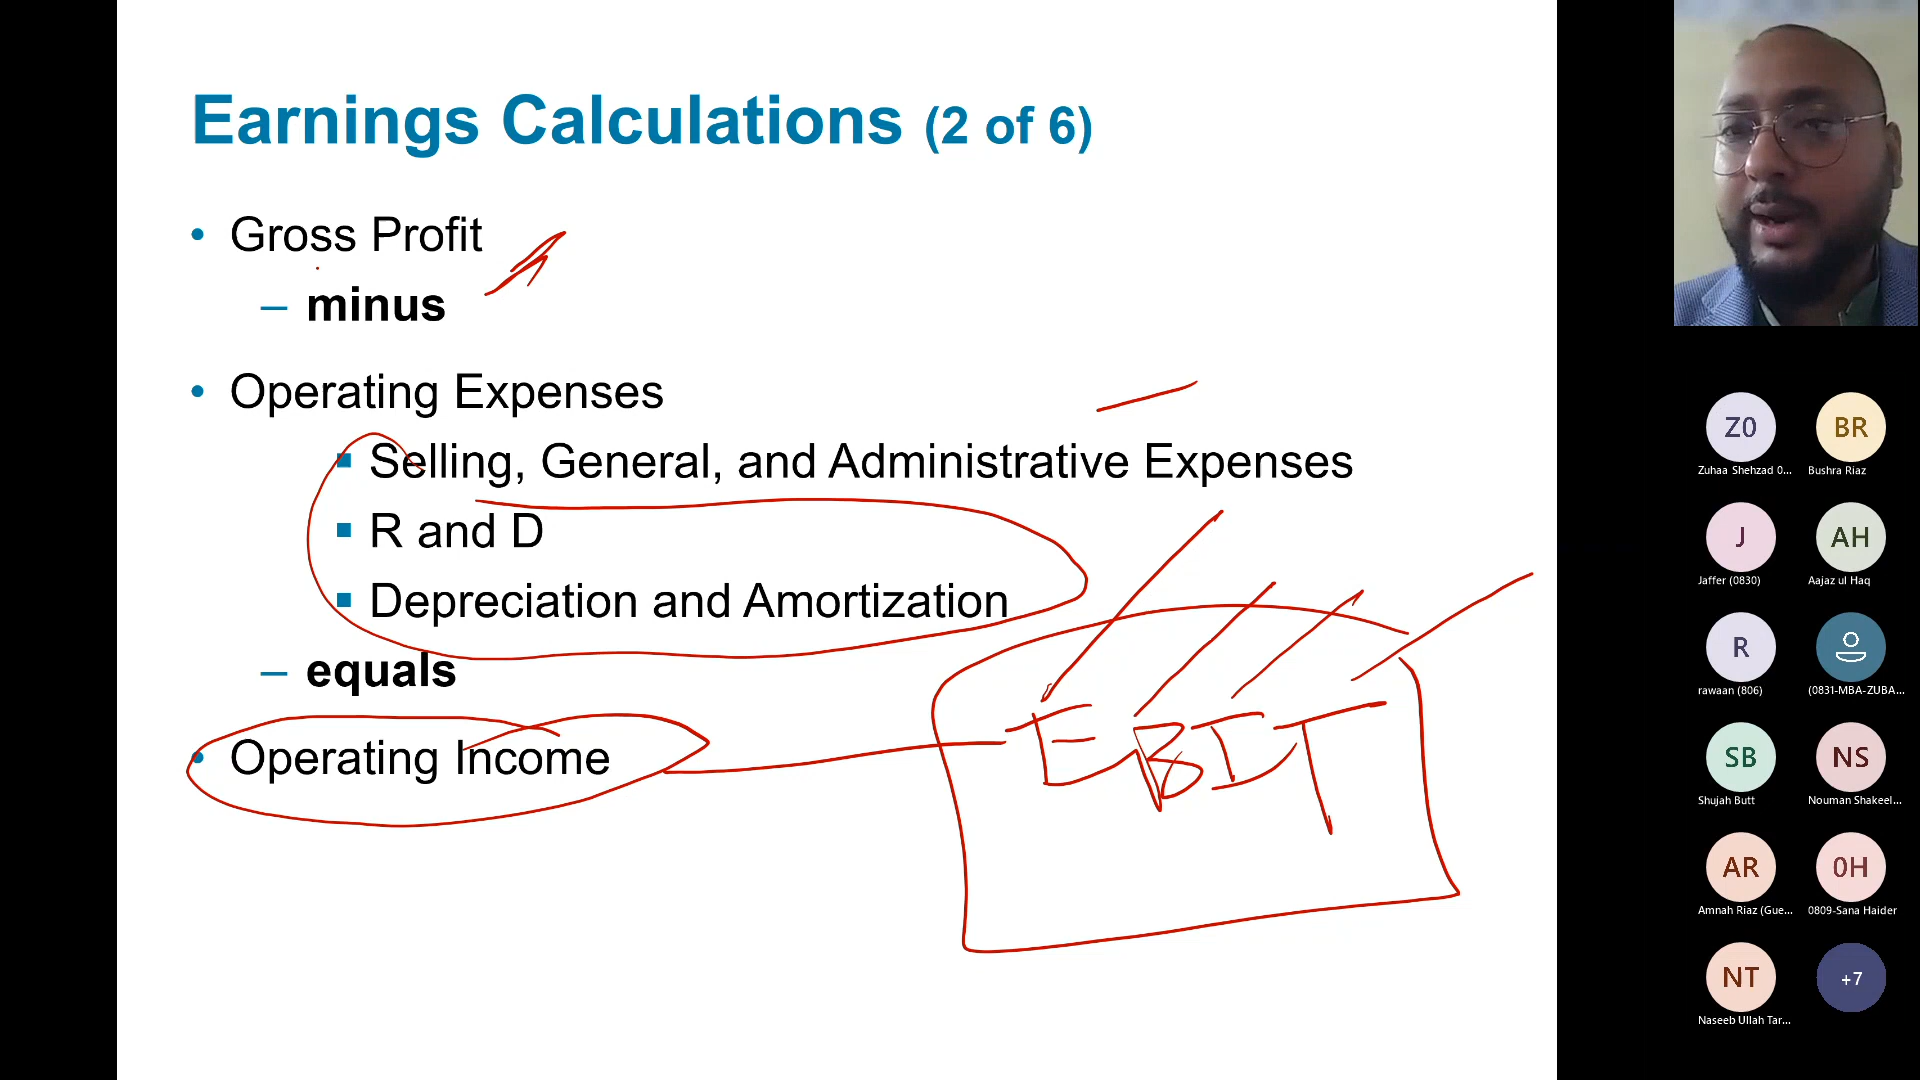 Earnings Calculations (2 of 6)
• Gross Profit
– minus
• Operating Expenses
▪ Selling, General, and Administrative Expenses
▪ R and D
▪ Depreciation and Amortization
– equals
• Operating Income
EBIT
Z0
BR
Zuhaa Shehzad 0...
Bushra Riaz
J
AH
Jaffer (0830)
Aajaz ul Haq
R
rawaan (806)
(0831-MBA-ZUBA...
SB
NS
Shujah Butt
Nouman Shakeel...
AR
0H
Amnah Riaz (Gue...
0809-Sana Haider
NT
+7
Naseeb Ullah Tar...